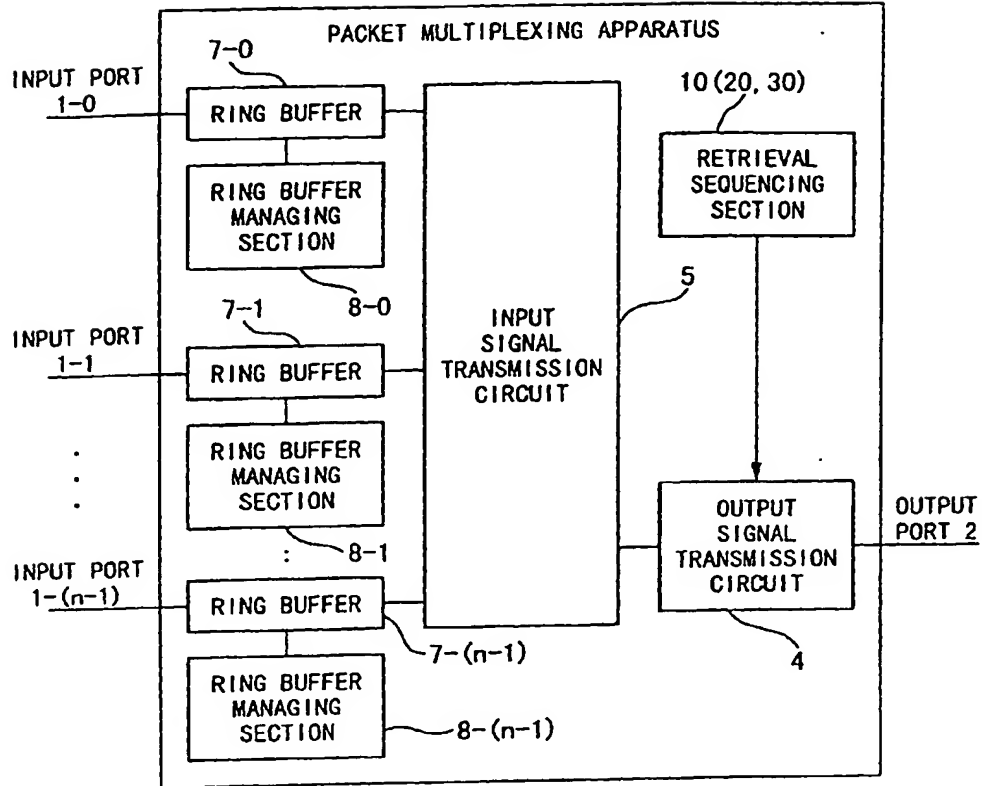 PACKET MULTIPLEXING APPARATUS
INPUT PORT
1-0
7-0
RING BUFFER
RING BUFFER
MANAGING
SECTION
8-0
10(20, 30)
RETRIEVAL
SEQUENCING
SECTION
INPUT PORT
1-1
7-1
RING BUFFER
RING BUFFER
MANAGING
SECTION
8-1
5
INPUT
SIGNAL
TRANSMISSION
CIRCUIT
OUTPUT
SIGNAL
TRANSMISSION
CIRCUIT
4
OUTPUT
PORT 2
INPUT PORT
1-(n-1)
RING BUFFER
7-(n-1)
RING BUFFER
MANAGING
SECTION
8-(n-1)